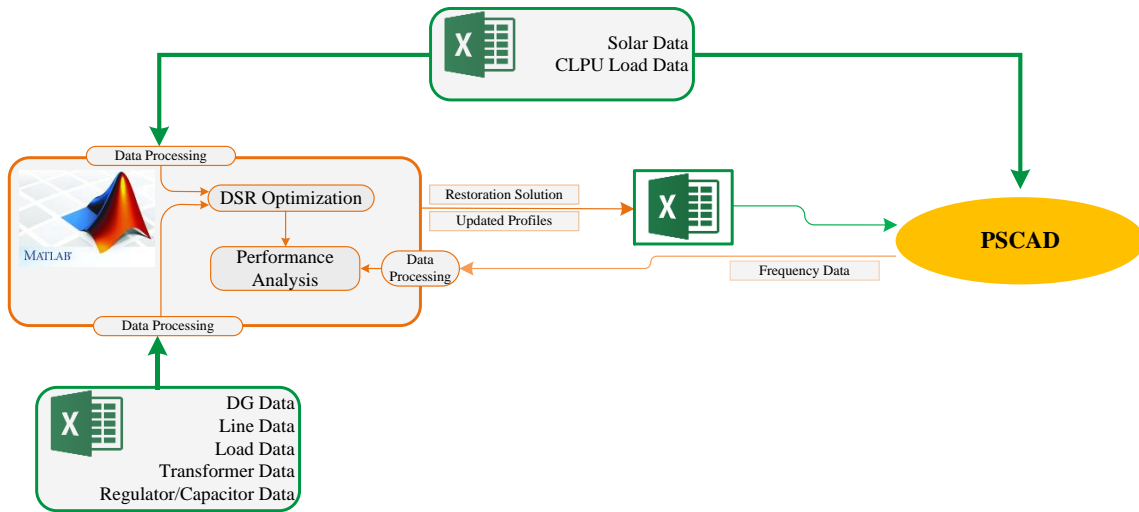 X
Solar Data
CLPU Load Data
Data Processing
MATLAB
DSR Optimization
Performance
Analysis
Data
Processing
Restoration Solution
Updated Profiles
X
PSCAD
Frequency Data
Data Processing
X
DG Data
Line Data
Load Data
Transformer Data
Regulator/Capacitor Data